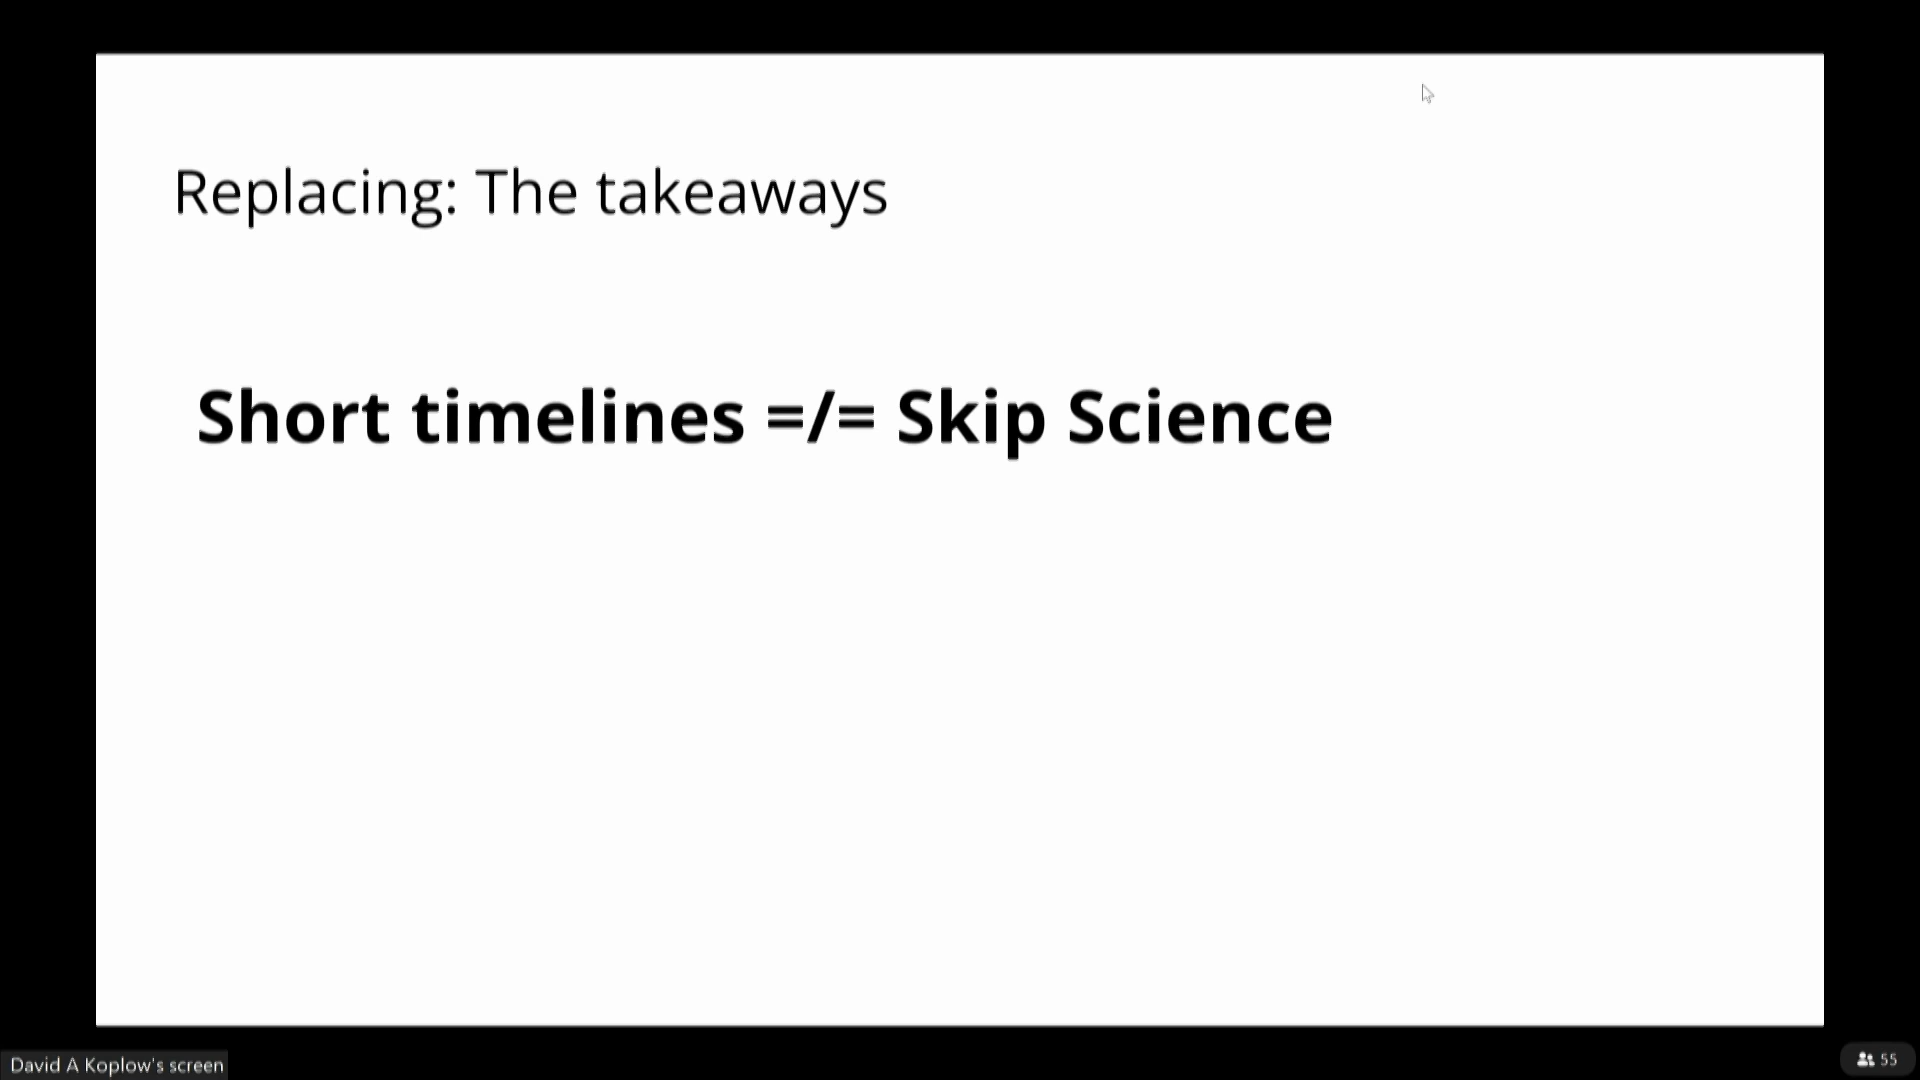 Replacing: The takeaways
Short timelines =/= Skip Science
David A Koplow's screen
55